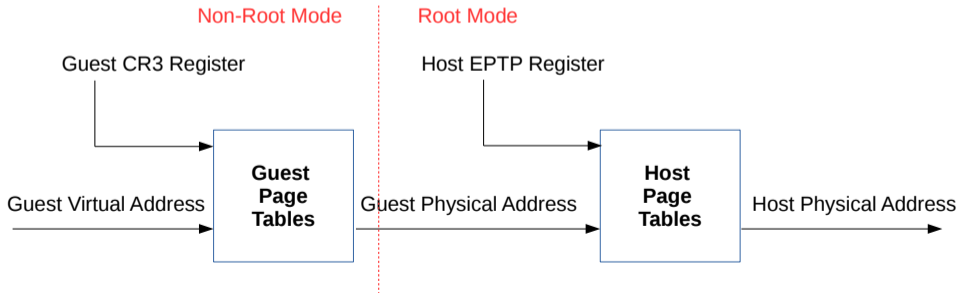 Non-Root Mode
Root Mode
Guest CR3 Register
Host EPTP Register
Guest
Page
Tables
Host
Page
Tables
Guest Virtual Address
Guest Physical Address
Host Physical Address